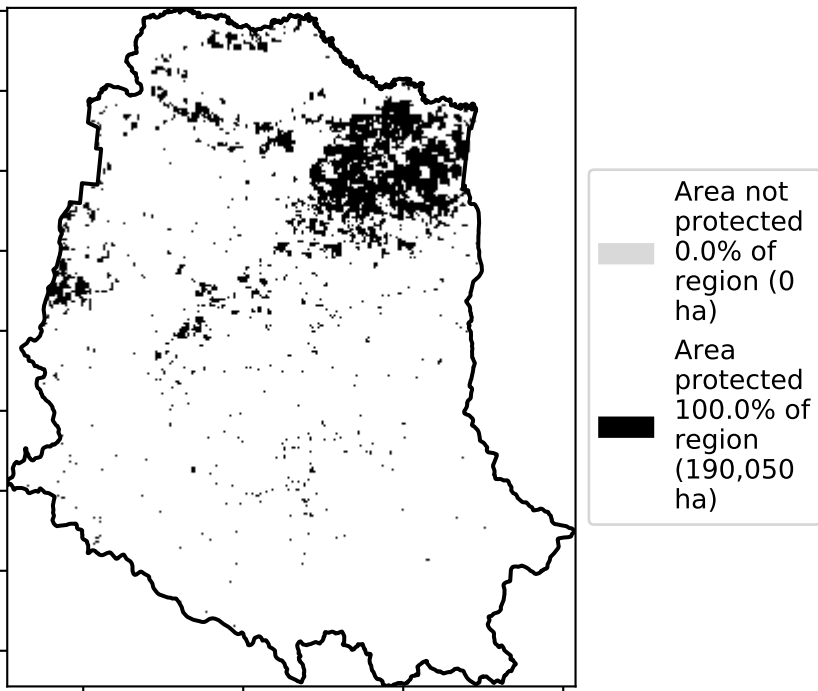 Area not
protected
0.0% of
region (0
ha)
Area
protected
100.0% of
region
(190,050
ha)